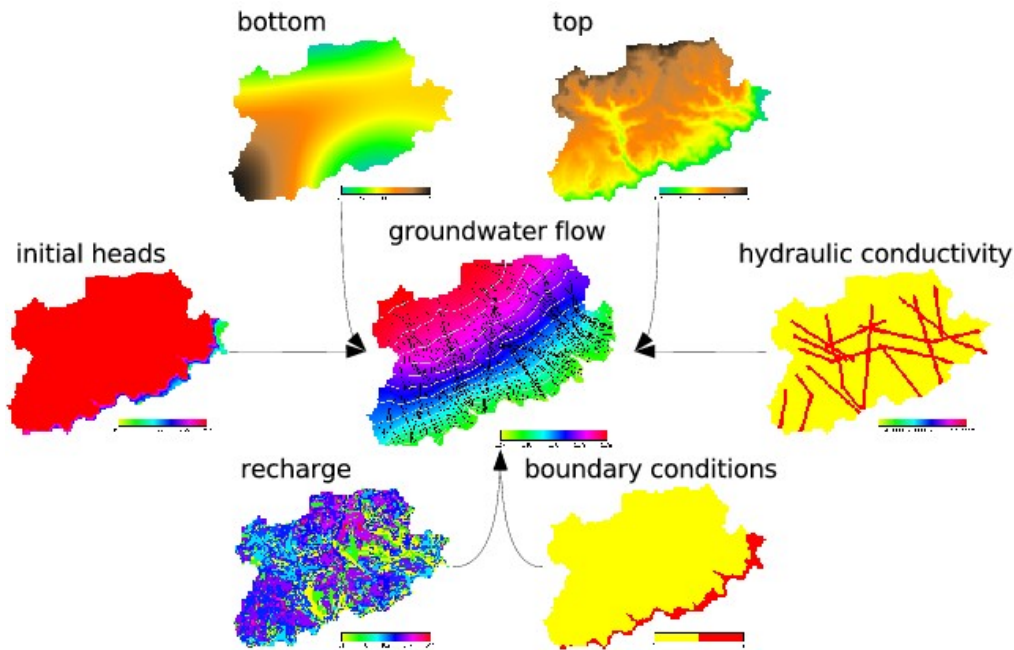 bottom
top
groundwater flow
initial heads
hydraulic conductivity
recharge
boundary conditions